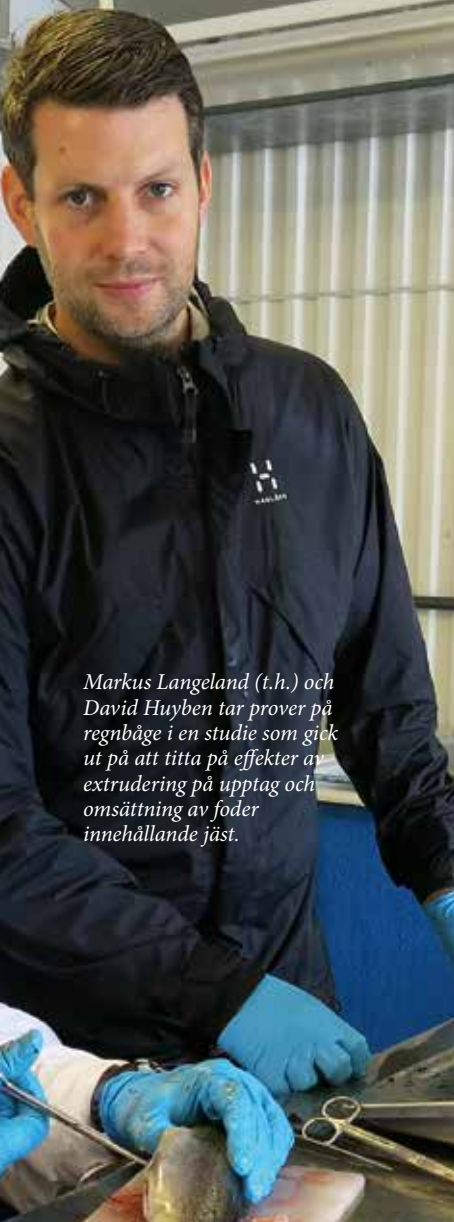 HAGLÖFS
Markus Langeland (t.h.) och
David Huyben tar prover på
regnbåge i en studie som gick
ut på att titta på effekter av
extrudering på upptag och
omsättning av foder
innehållande jäst.